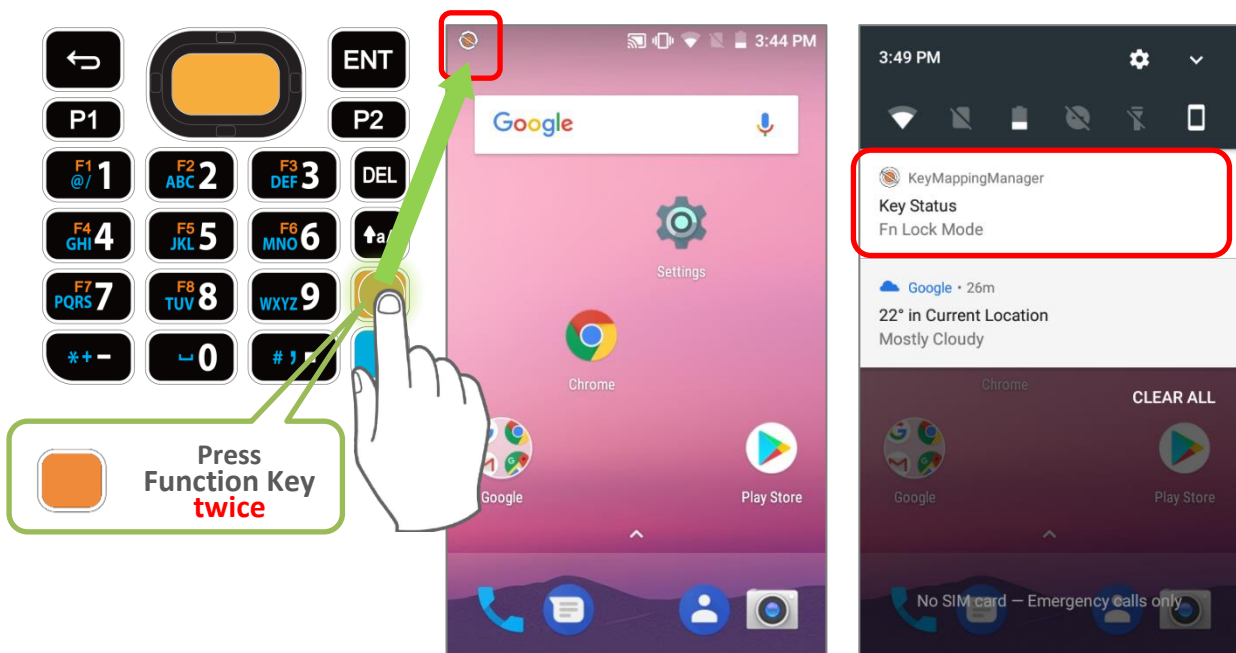 ENT
P1
P2
F1
@/ 1
F2
ABC 2
F3
DEF 3
DEL
F4
GHI 4
F5
JKL 5
F6
MNO 6
a/
F7
PQRS 7
F8
TUV 8
WXYZ 9
*+ -
0
# ,
Press
Function Key
twice
3:44 PM
Google
Settings
Chrome
Google
Play Store
3:49 PM
KeyMappingManager
Key Status
Fn Lock Mode
Google • 26m
22° in Current Location
Mostly Cloudy
Chrome
CLEAR ALL
Google
Play Store
No SIM card — Emergency calls only